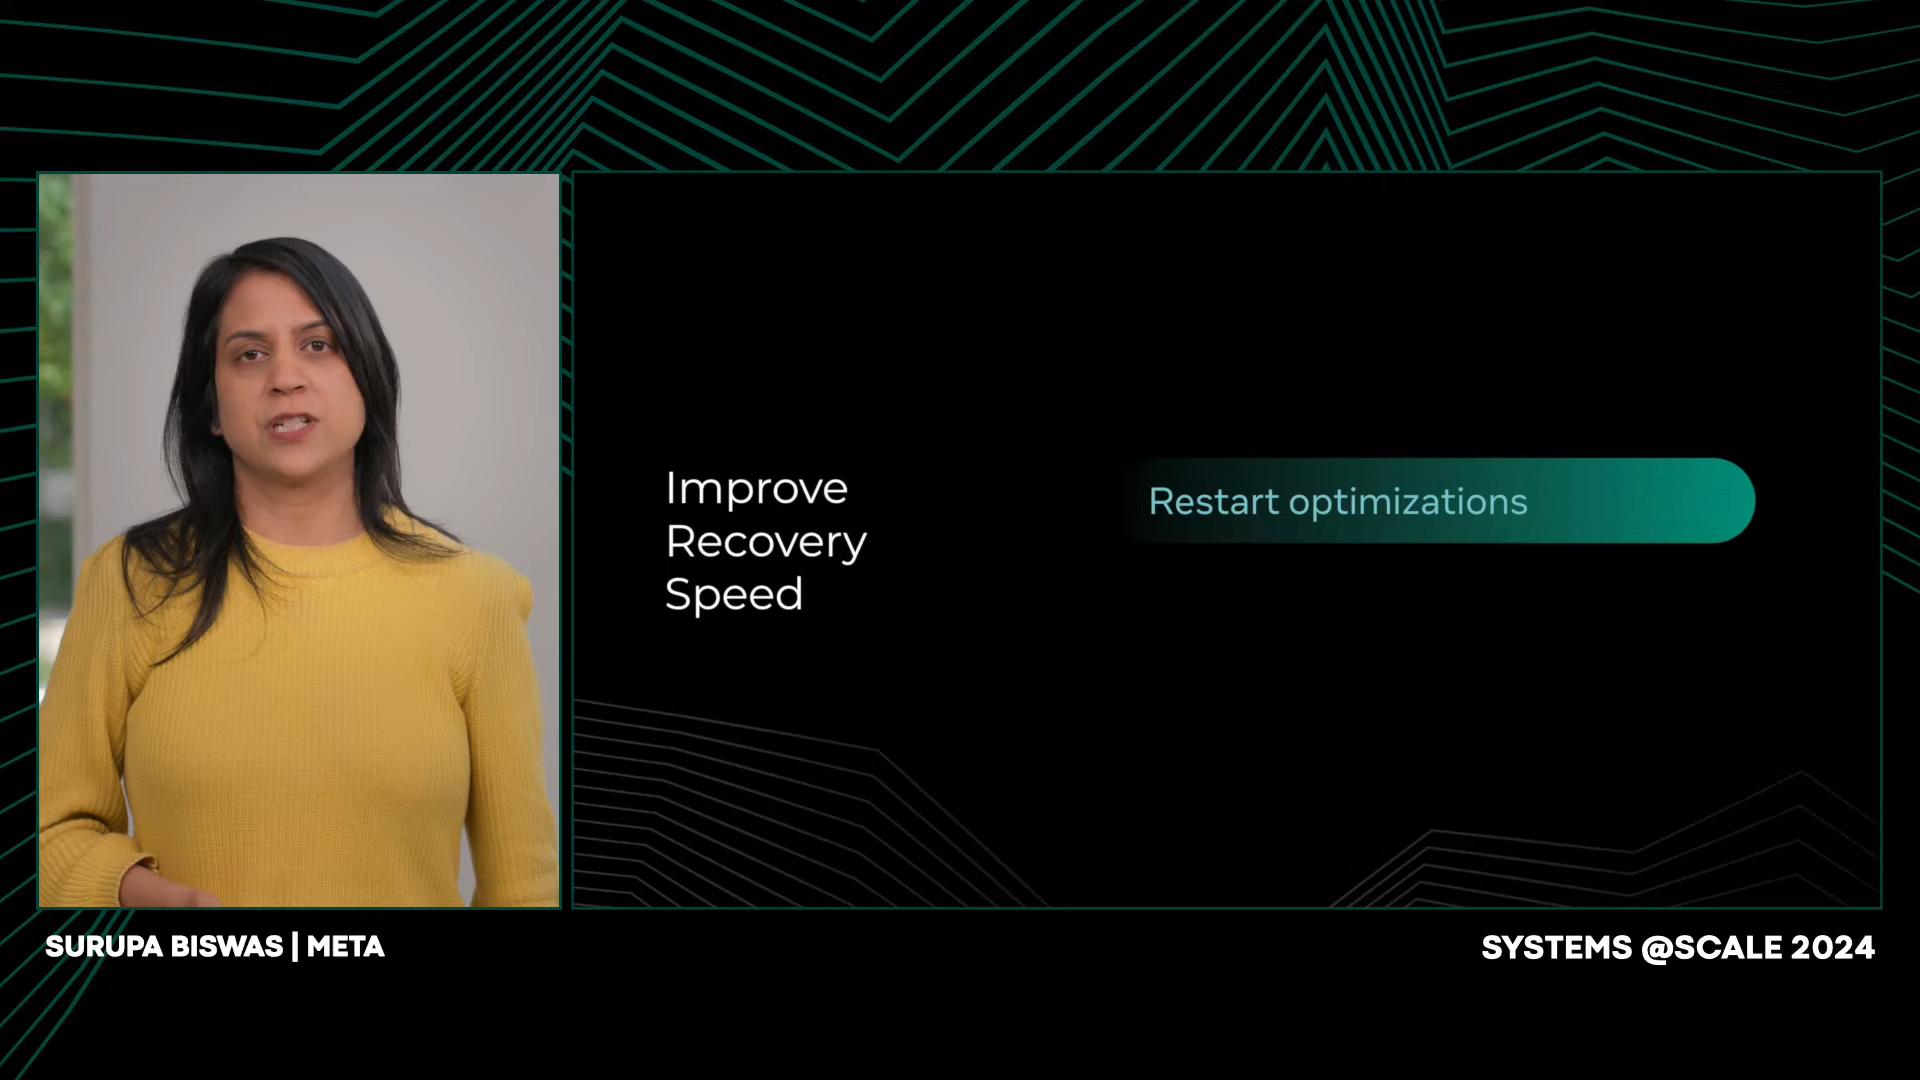 Improve
Recovery
Speed
Restart optimizations
SURUPA BISWAS | META
SYSTEMS @SCALE 2024